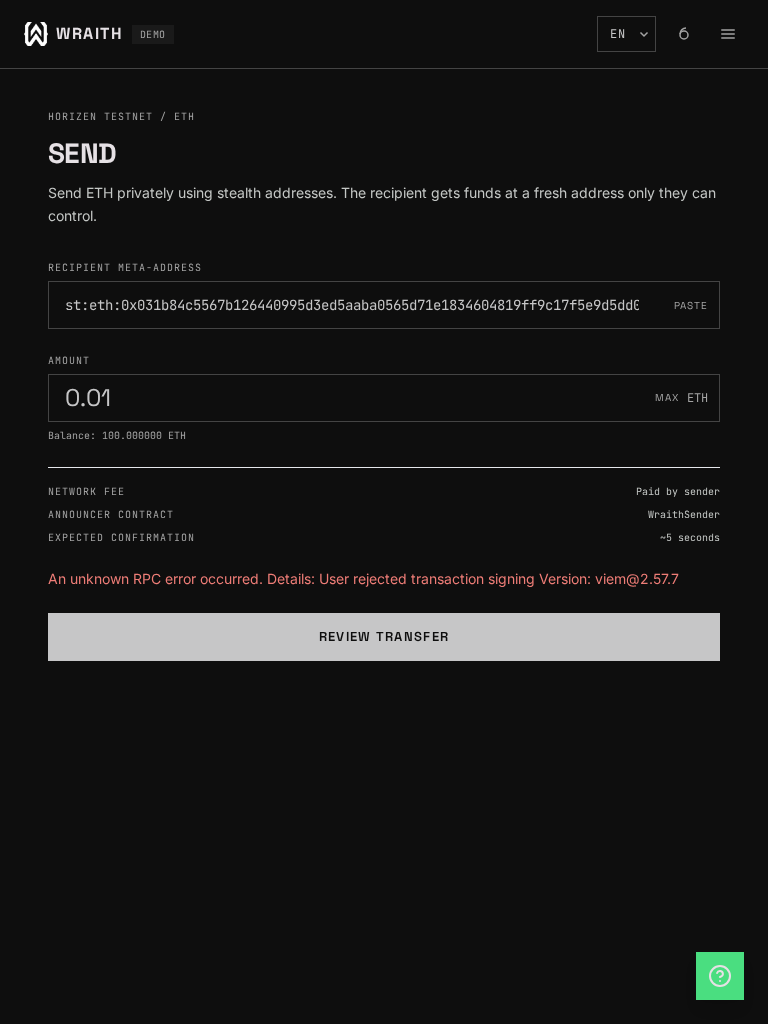 WRAITH DEMO EN
HORIZEN TESTNET / ETH
SEND
Send ETH privately using stealth addresses. The recipient gets funds at a fresh address only they can
control.
RECIPIENT META-ADDRESS
st:eth:0x031b84c5567b126440995d3ed5aaba0565d71e1834604819ff9c17f5e9d5dd0 PASTE
AMOUNT
0.01 MAX ETH
Balance: 100.000000 ETH
NETWORK FEE Paid by sender
ANNOUNCER CONTRACT WraithSender
EXPECTED CONFIRMATION ~5 seconds
An unknown RPC error occurred. Details: User rejected transaction signing Version: viem@2.57.7
REVIEW TRANSFER